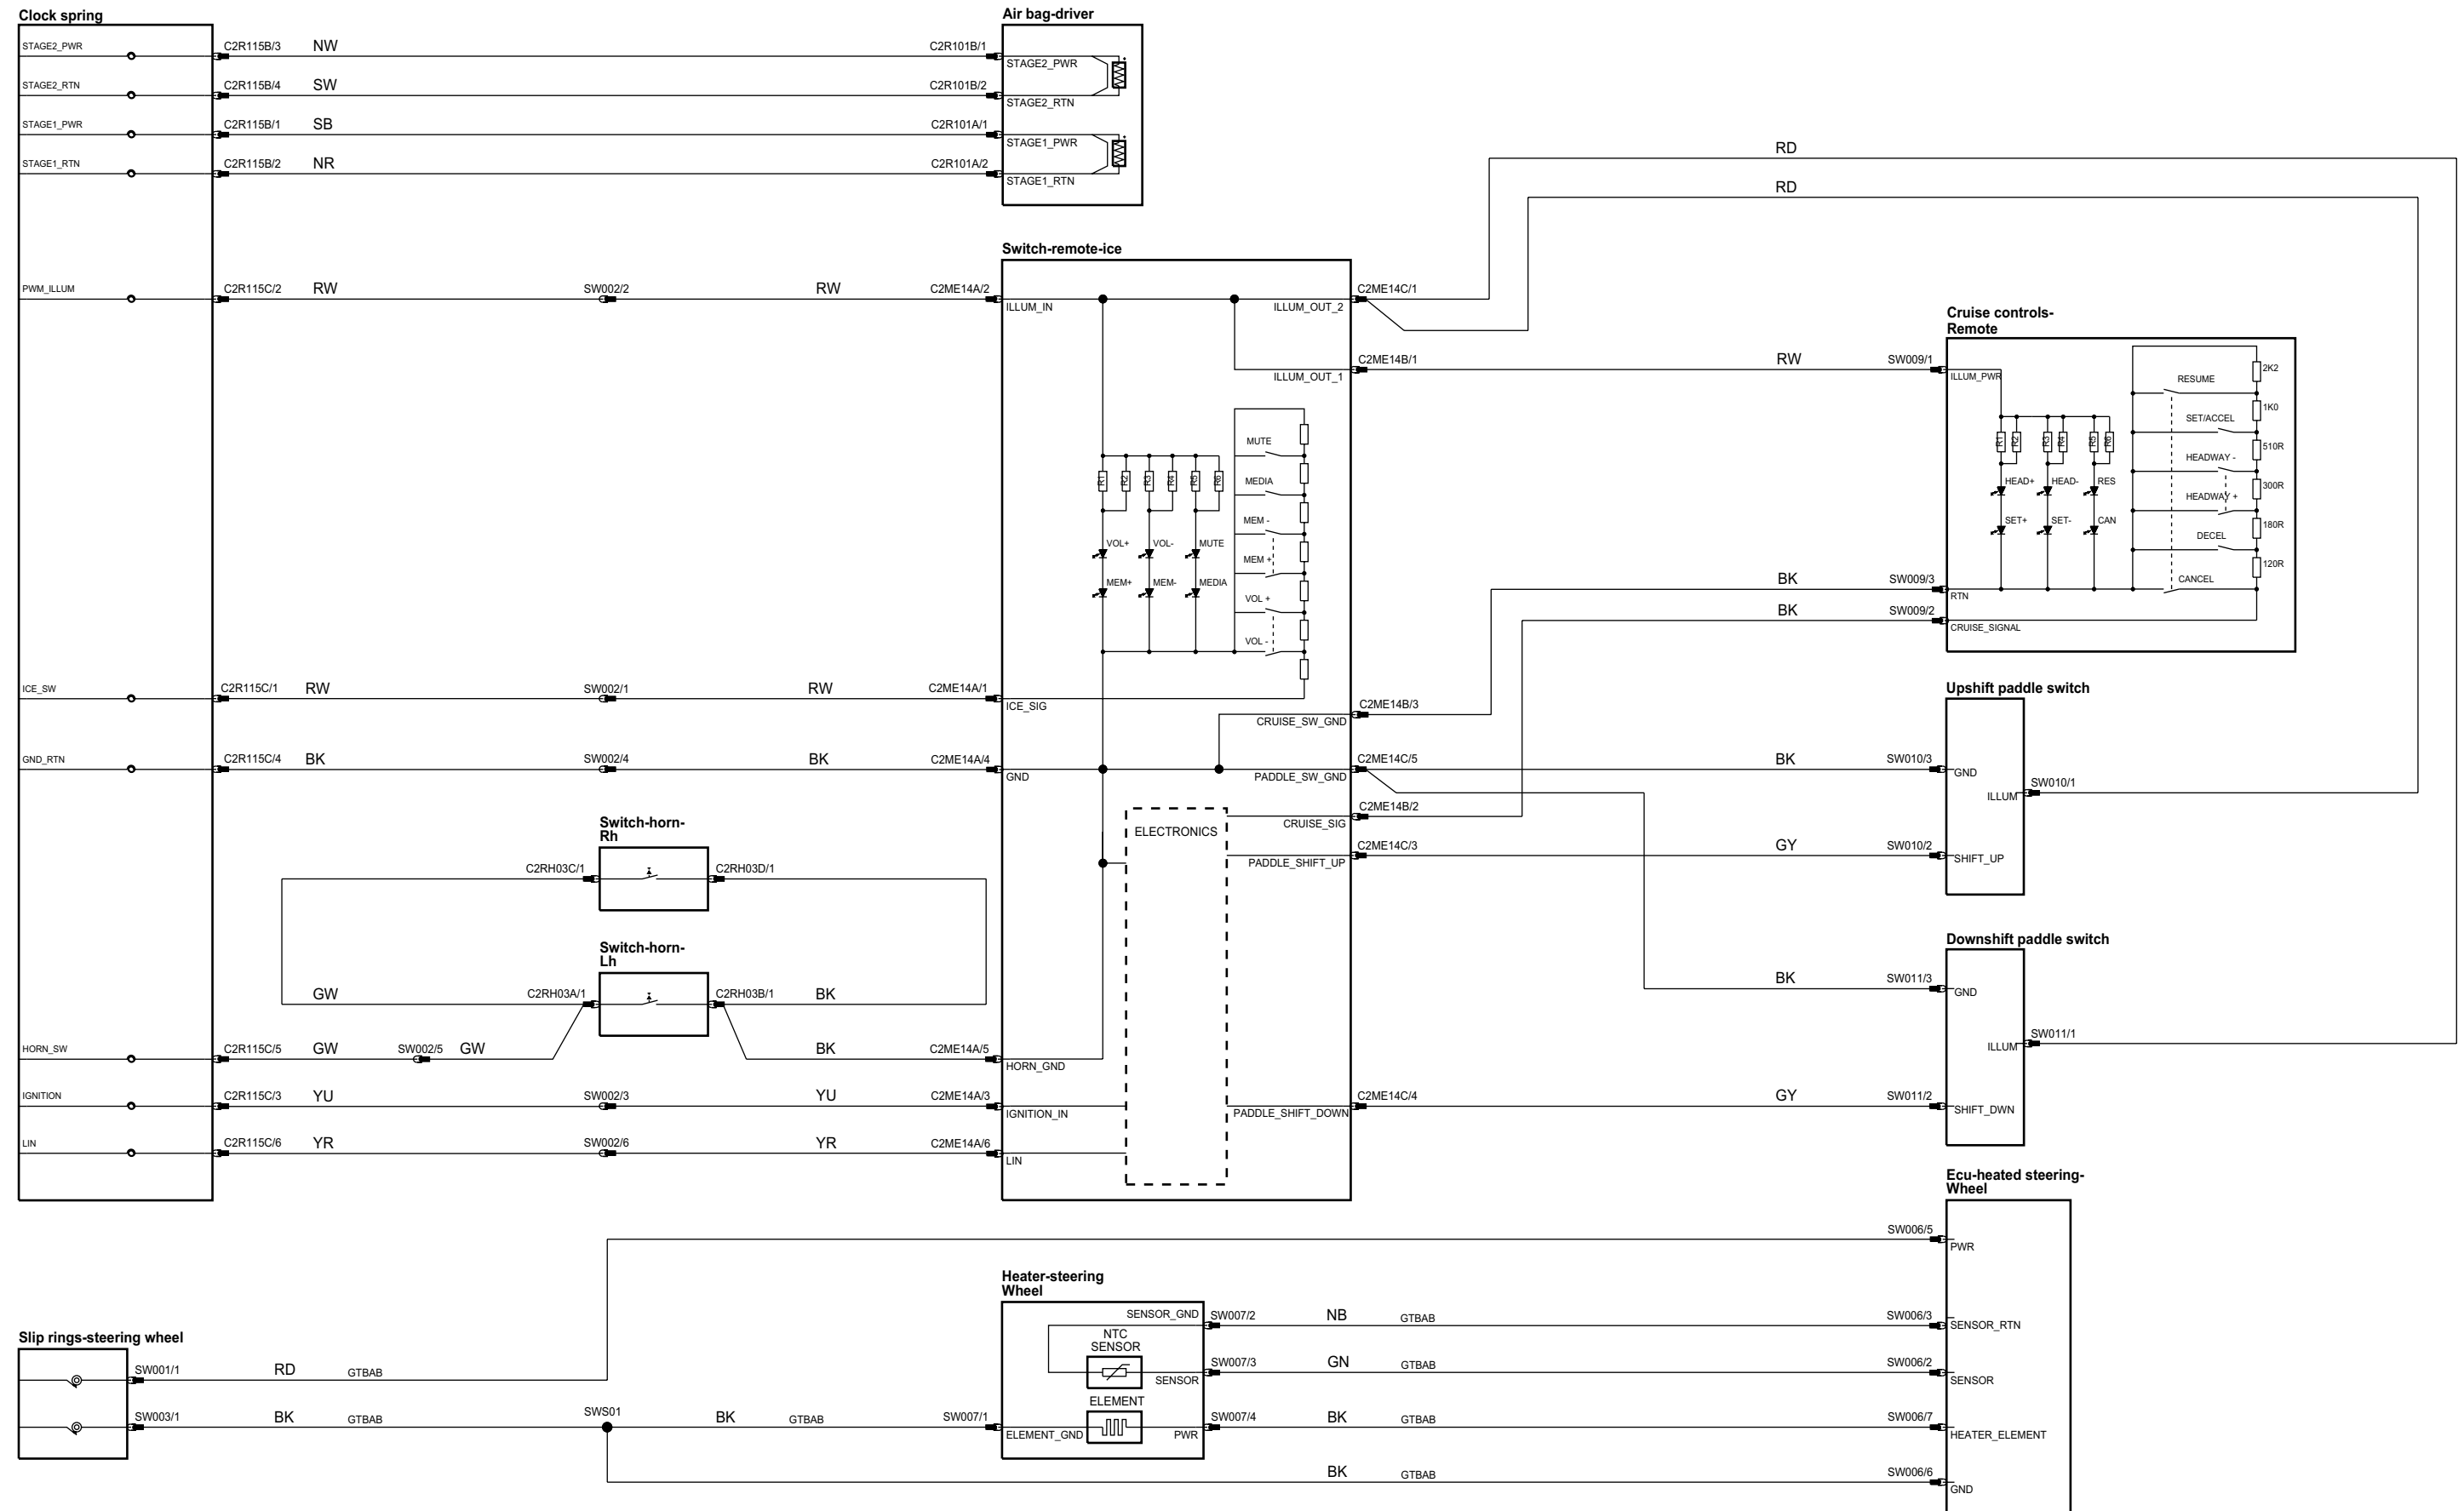 Clock spring
STAGE2_PWR
C2R115B/3
NW
STAGE2_RTN
C2R115B/4
SW
STAGE1_PWR
C2R115B/1
SB
STAGE1_RTN
C2R115B/2
NR
Air bag-driver
C2R101B/1
STAGE2_PWR
C2R101B/2
STAGE2_RTN
C2R101A/1
STAGE1_PWR
C2R101A/2
STAGE1_RTN
RD
RD
Switch-remote-ice
PWM_ILLUM
C2R115C/2
RW
SW002/2
RW
C2ME14A/2
ILLUM_IN
ILLUM_OUT_2
C2ME14C/1
ILLUM_OUT_1
C2ME14B/1
RW
SW009/1
R1
R2
R3
R4
R5
R6
VOL+
VOL-
MUTE
MEM+
MEM-
MEDIA
MUTE
MEDIA
MEM -
MEM +
VOL +
VOL -
Cruise controls-
Remote
ILLUM_PWR
R1
R2
R3
R4
R5
R6
HEAD+
HEAD-
RES
SET+
SET-
CAN
RESUME
SET/ACCEL
HEADWAY -
HEADWAY +
DECEL
CANCEL
2K2
1K0
510R
300R
180R
120R
BK
SW009/3
RTN
BK
SW009/2
CRUISE_SIGNAL
ICE_SW
C2R115C/1
RW
SW002/1
RW
C2ME14A/1
ICE_SIG
CRUISE_SW_GND
C2ME14B/3
GND_RTN
C2R115C/4
BK
SW002/4
BK
C2ME14A/4
GND
PADDLE_SW_GND
C2ME14C/5
BK
SW010/3
Upshift paddle switch
GND
ILLUM
SW010/1
SHIFT_UP
ELECTRONICS
CRUISE_SIG
C2ME14B/2
PADDLE_SHIFT_UP
C2ME14C/3
GY
SW010/2
Switch-horn-
Rh
C2RH03C/1
C2RH03D/1
Switch-horn-
Lh
GW
C2RH03A/1
C2RH03B/1
BK
HORN_SW
C2R115C/5
GW
SW002/5
GW
BK
C2ME14A/5
HORN_GND
Downshift paddle switch
BK
SW011/3
GND
ILLUM
SW011/1
IGNITION
C2R115C/3
YU
SW002/3
YU
C2ME14A/3
IGNITION_IN
PADDLE_SHIFT_DOWN
C2ME14C/4
GY
SW011/2
SHIFT_DWN
LIN
C2R115C/6
YR
SW002/6
YR
C2ME14A/6
LIN
Ecu-heated steering-
Wheel
SW006/5
PWR
Heater-steering
Wheel
SENSOR_GND
SW007/2
NB
GTBAB
SW006/3
SENSOR_RTN
NTC
SENSOR
SENSOR
SW007/3
GN
GTBAB
SW006/2
SENSOR
Slip rings-steering wheel
SW001/1
RD
GTBAB
SW003/1
BK
GTBAB
SWS01
BK
GTBAB
SW007/1
ELEMENT_GND
ELEMENT
PWR
SW007/4
BK
GTBAB
SW006/7
HEATER_ELEMENT
BK
GTBAB
SW006/6
GND